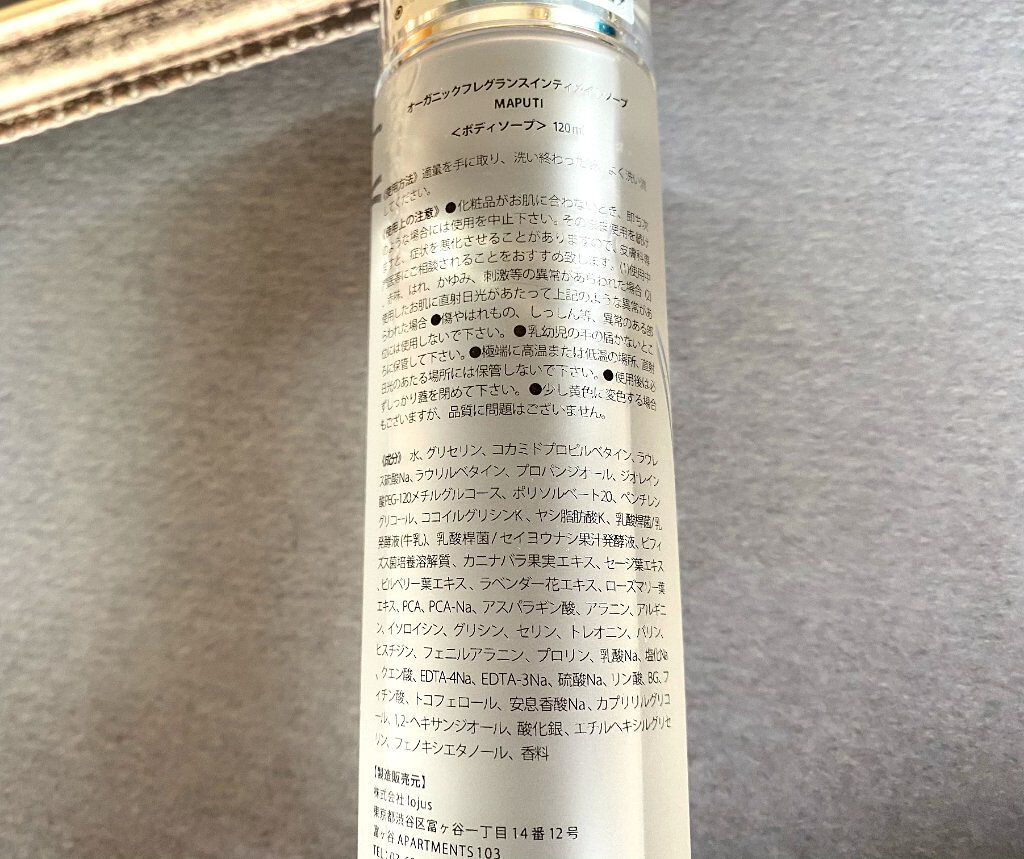 オーガニックフレグランスインティメイトソープ
MAPUTI
<ボディソープ> 120m
《使用方法》適量を手に取り、洗い終わった後、よく洗い流
してください。
《使用上の注意》●化粧品がお肌に合わないとき、即ち次
のような場合には使用を中止下さい。そのまま使用を続け
ますと、症状を悪化させることがありますので、皮膚科専
門医等にご相談されることをおすすめ致します。(1)使用中
、赤味、はれ、かゆみ、刺激等の異常があらわれた場合 (2)
使用したお肌に直射日光があたって上記のような異常があ
らわれた場合 ●傷やはれもの、しっしん等、異常のある部
位には使用しないで下さい。 ●乳幼児の手の届かないとこ
ろに保管して下さい。●極端に高温または低温の場所、直射
日光のあたる場所には保管しないで下さい。●使用後は必
ずしっかり蓋を閉めて下さい。 ●少し黄色に変色する場合
もございますが、品質に問題はございません。
《成分》 水、グリセリン、コカミドプロピルベタイン、ラウレ
ス硫酸Na、ラウリルベタイン、プロパンジオール、ジオレイン
酸PEG-120メチルグルコース、ポリソルベート20、ペンチレン
グリコール、ココイルグリシンK、ヤシ脂肪酸K、乳酸桿菌/乳
発酵液(牛乳)、乳酸桿菌/セイヨウナシ果汁発酵液、ビフィ
ズス菌培養溶解質、カニナバラ果実エキス、セージ葉エキス
、ビルベリー葉エキス、ラベンダー花エキス、ローズマリー葉
エキス、PCA、PCA-Na、アスパラギン酸、アラニン、アルギニ
ン、イソロイシン、グリシン、セリン、トレオニン、バリン、
ヒスチジン、フェニルアラニン、プロリン、乳酸Na、塩化Na
、クエン酸、EDTA-4Na、EDTA-3Na、硫酸Na、リン酸、BG、フ
ィチン酸、トコフェロール、安息香酸Na、カプリリルグリコ
ール、1,2-ヘキサンジオール、酸化銀、エチルヘキシルグリセ
リン、フェノキシエタノール、香料
【製造販売元】
株式会社 lojus
東京都渋谷区富ヶ谷一丁目14番12号
富ヶ谷 APARTMENTS 103
TEL:03